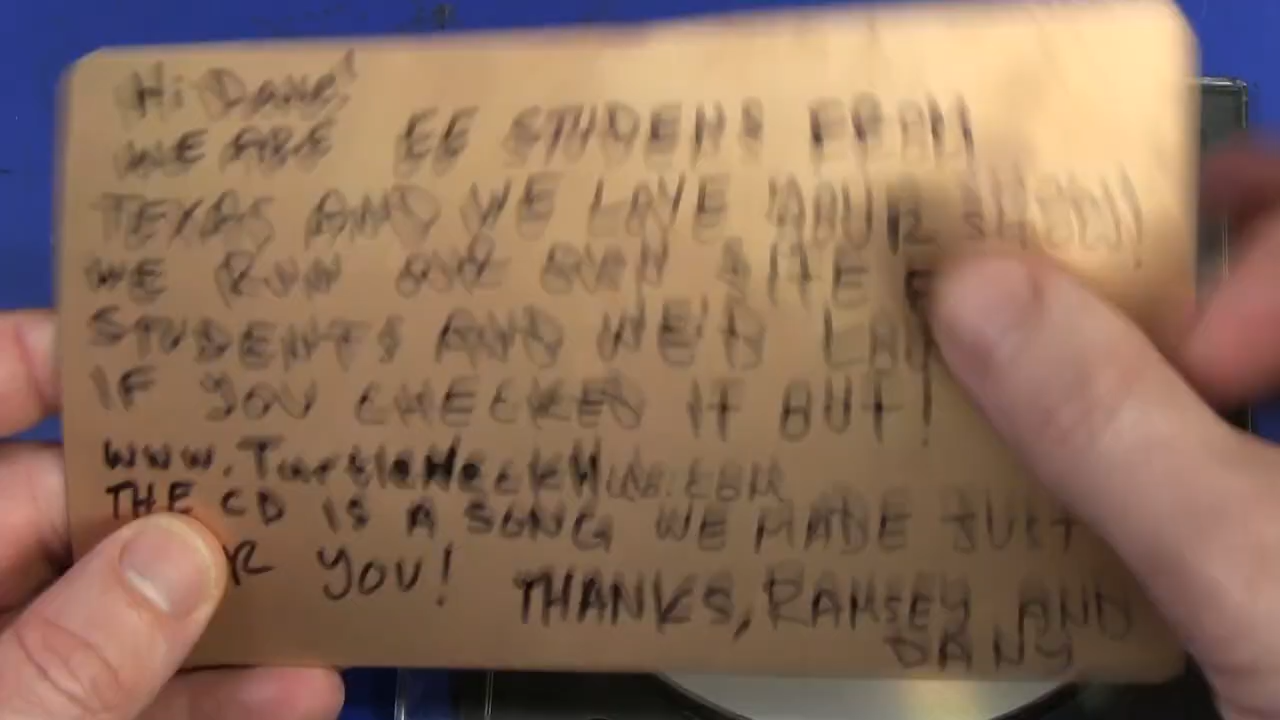 Hi Dave!
WE ARE EE STUDENTS FROM
TEXAS AND WE LOVE YOUR SHOW!
WE RUN OUR OWN SITE
STUDENTS AND WE'D
IF YOU CHECKED IT OUT!
THE CD IS A SONG WE MADE JUST
YOU!
THANKS, RAMSEY AND
DANY